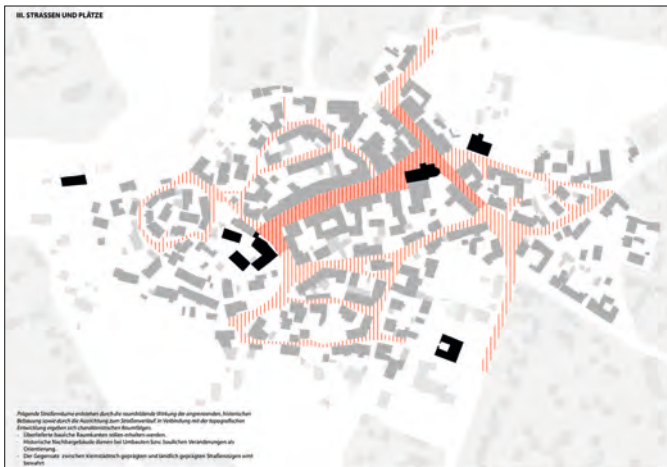 III. STRASSEN UND PLÄTZE
Prägende Straßenräume entstehen durch die raumbildende Wirkung der angrenzenden, historischen
Bebauung sowie durch die Ausrichtung zum Straßenverlauf. In Verbindung mit der topografischen
Entwicklung ergeben sich charakteristischen Raumfolgen.
- Überlieferte bauliche Raumkanten sollen erhalten werden.
- Historische Nachbargebäude dienen bei Umbauten bzw. baulichen Veränderungen als
Orientierung.
- Der Gegensatz zwischen kleinstädtisch geprägten und ländlich geprägten Straßenzügen wird
bewahrt